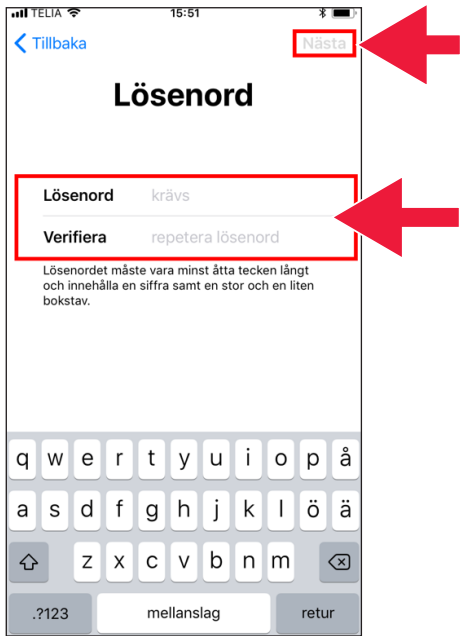 TELIA 15:51
Tillbaka Nästa
Lösenord
Lösenord krävs
Verifiera repetera lösenord
Lösenordet måste vara minst åtta tecken långt
och innehålla en siffra samt en stor och en liten
bokstav.
q w e r t y u i o p å
a s d f g h j k l ö ä
z x c v b n m
.?123 mellanslag retur